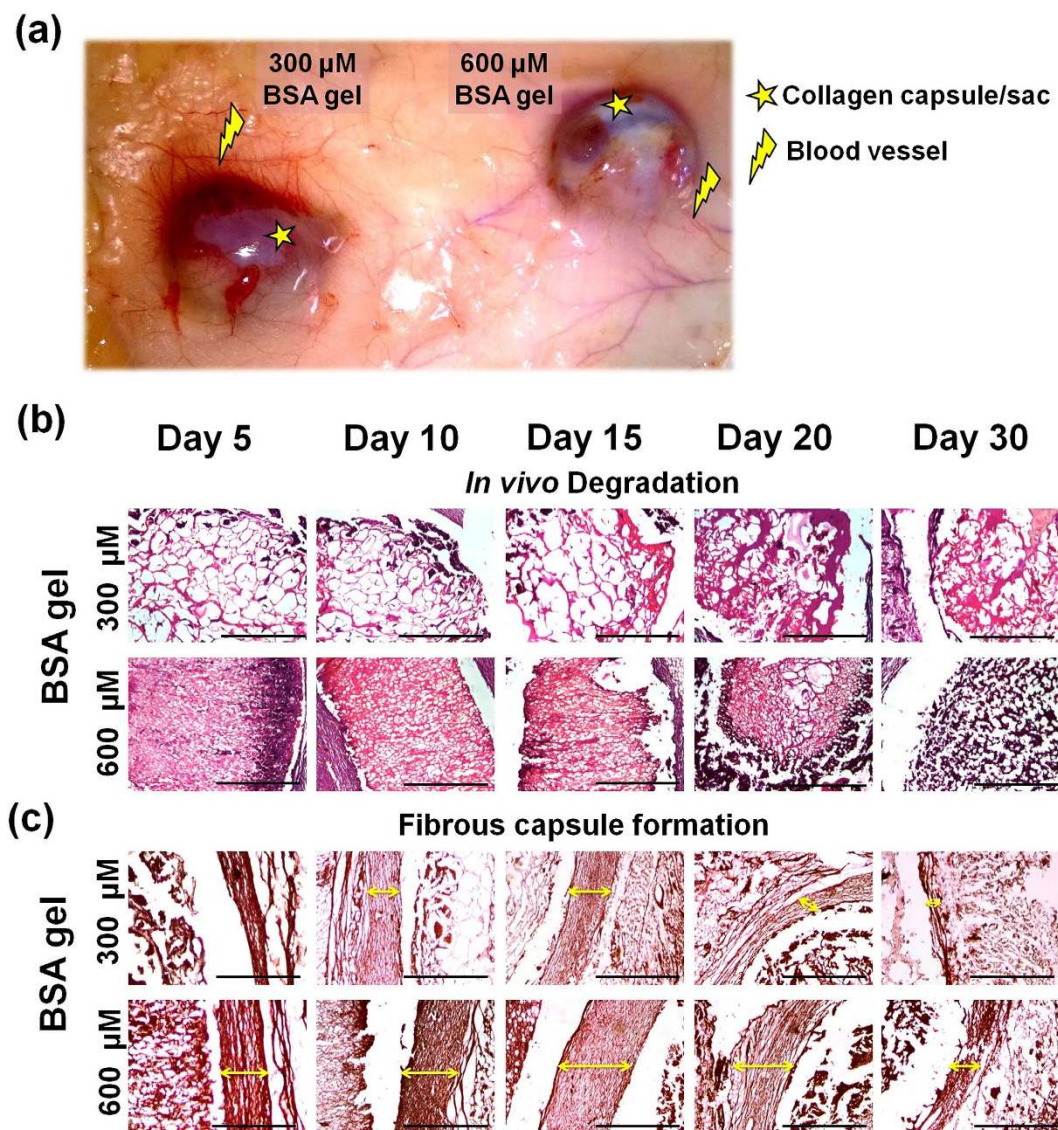 (a)
300 µM
BSA gel
600 µM
BSA gel
Collagen capsule/sac
Blood vessel
(b)
Day 5 Day 10 Day 15 Day 20 Day 30
In vivo Degradation
BSA gel
300 µM
600 µM
(c)
Fibrous capsule formation
BSA gel
300 µM
600 µM